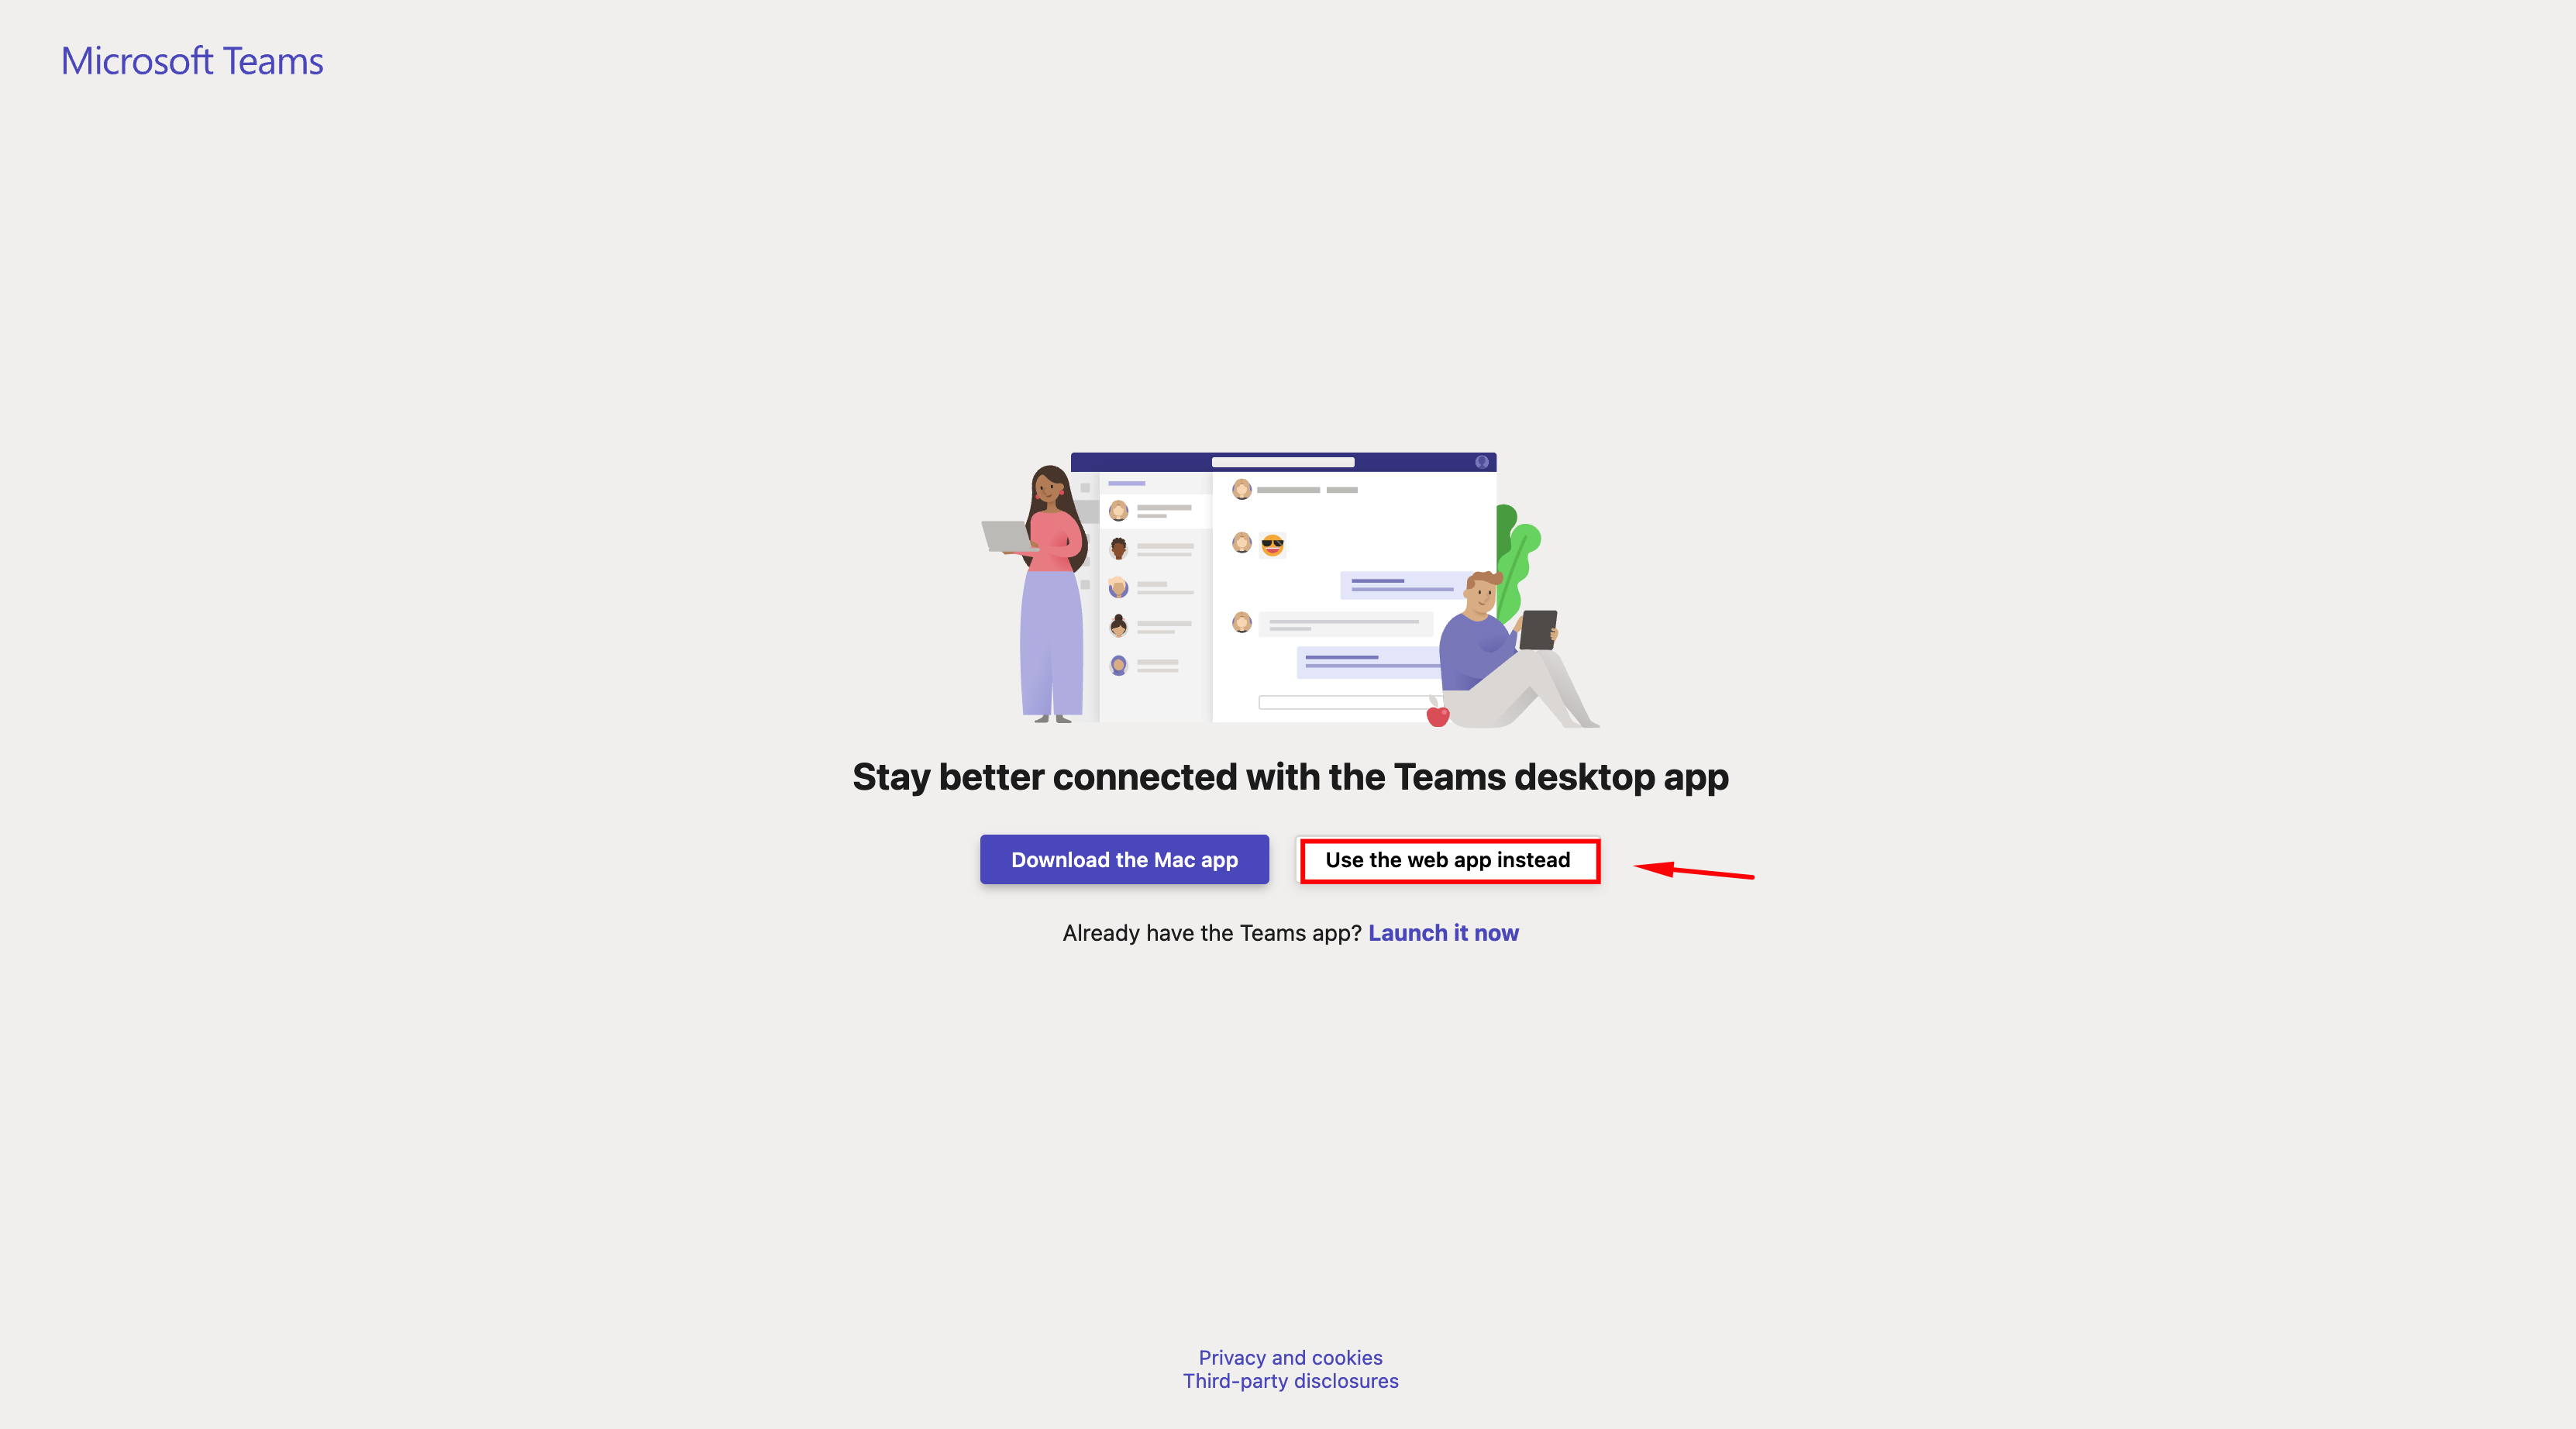 Microsoft Teams
Stay better connected with the Teams desktop app
Download the Mac app
Use the web app instead
Already have the Teams app? Launch it now
Privacy and cookies
Third-party disclosures